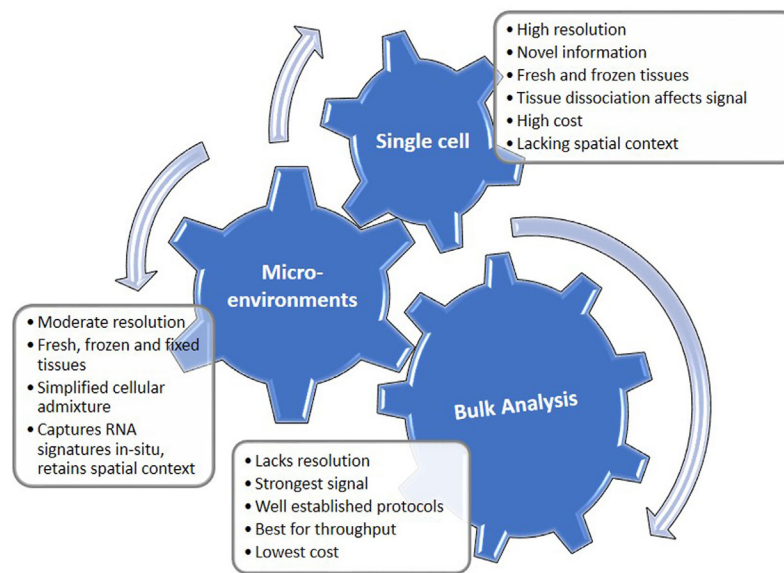 • High resolution
• Novel information
• Fresh and frozen tissues
• Tissue dissociation affects signal
• High cost
• Lacking spatial context
Single cell
Micro-
environments
• Moderate resolution
• Fresh, frozen and fixed
tissues
• Simplified cellular
admixture
• Captures RNA
signatures in-situ,
retains spatial context
Bulk Analysis
• Lacks resolution
• Strongest signal
• Well established protocols
• Best for throughput
• Lowest cost